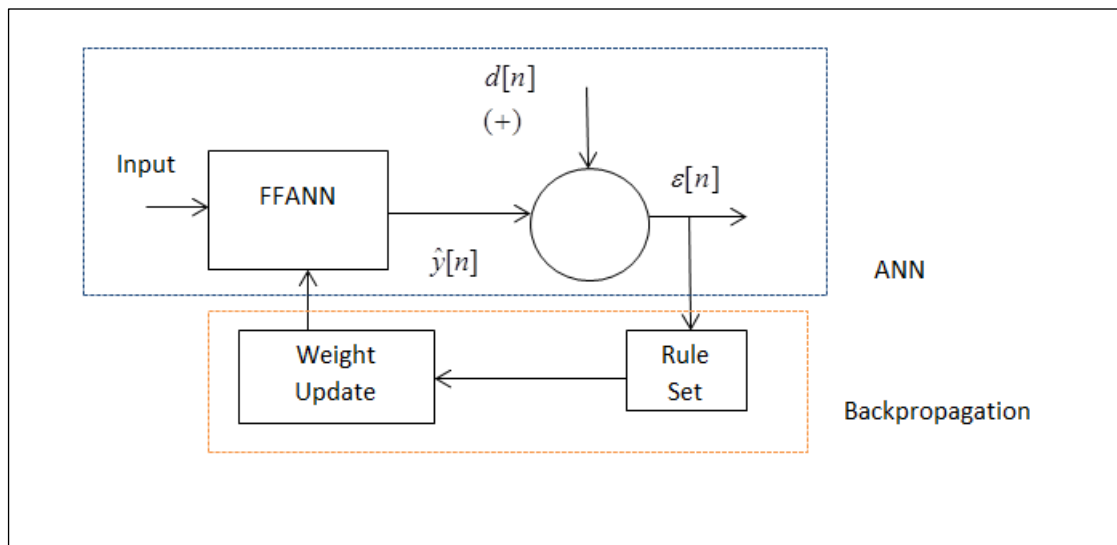 d[n]
(+)
Input
FFANN
ε[n]
ŷ[n]
ANN
Weight
Update
Rule
Set
Backpropagation